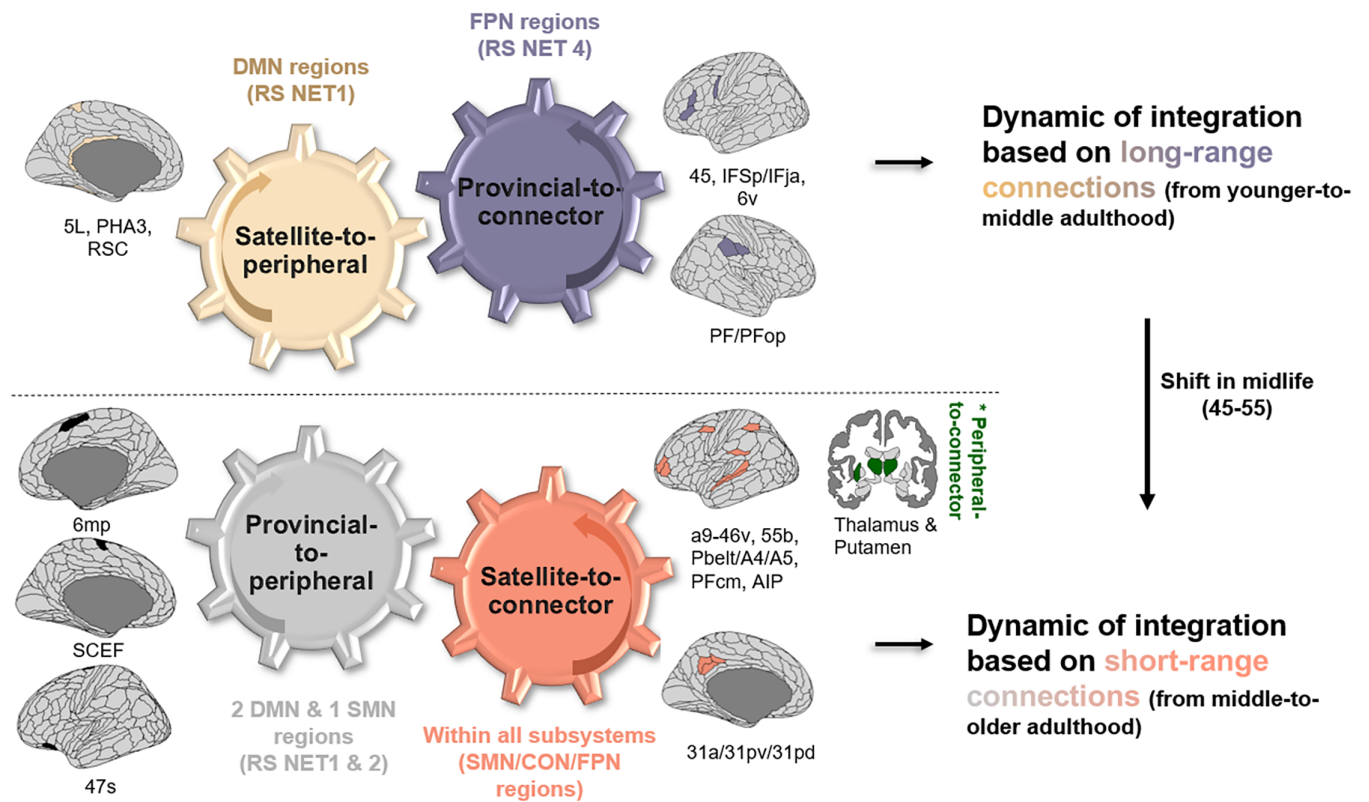 FPN regions
(RS NET 4)
DMN regions
(RS NET1)
5L, PHA3,
RSC
Satellite-to-
peripheral
Provincial-to-
connector
45, IFSp/IFja,
6v
PF/PFop
Dynamic of integration
based on long-range
connections (from younger-to-
middle adulthood)
Shift in midlife
(45-55)
6mp
SCEF
47s
Provincial-
to-
peripheral
2 DMN & 1 SMN
regions
(RS NET1 & 2)
Satellite-to-
connector
Within all subsystems
(SMN/CON/FPN
regions)
a9-46v, 55b,
Pbelt/A4/A5,
PFcm, AIP
31a/31pv/31pd
Thalamus &
Putamen
* Peripheral-
to-connector
Dynamic of integration
based on short-range
connections (from middle-to-
older adulthood)